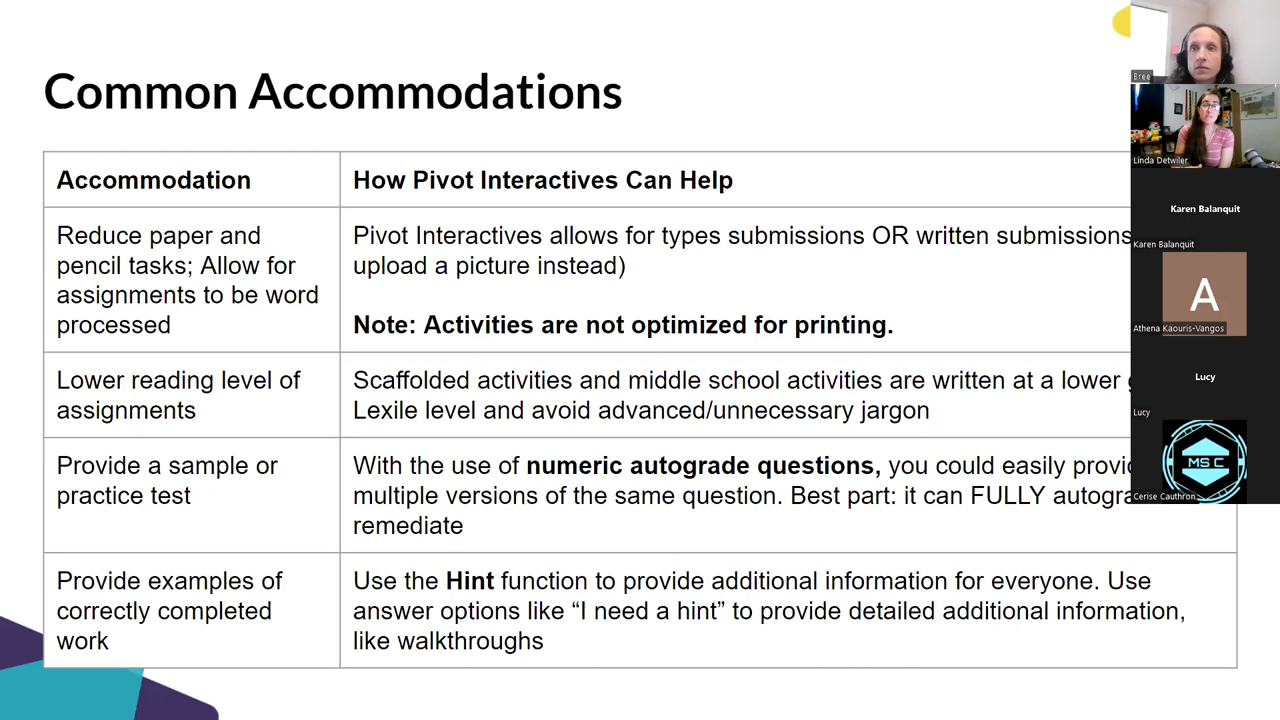 Common Accommodations
Accommodation
How Pivot Interactives Can Help
Reduce paper and
pencil tasks; Allow for
assignments to be word
processed
Pivot Interactives allows for types submissions OR written submissions
upload a picture instead)
Note: Activities are not optimized for printing.
Lower reading level of
assignments
Scaffolded activities and middle school activities are written at a lower
Lexile level and avoid advanced/unnecessary jargon
Provide a sample or
practice test
With the use of numeric autograde questions, you could easily
multiple versions of the same question. Best part: it can FULLY
remediate
Provide examples of
correctly completed
work
Use the Hint function to provide additional information for everyone. Use
answer options like “I need a hint” to provide detailed additional information,
like walkthroughs
Bree
Linda Detwiler
Karen Balanquit
Karen Balanquit
A
Athena Kaouris-Vangos
Lucy
Lucy
MS C
Cerise Cauthron